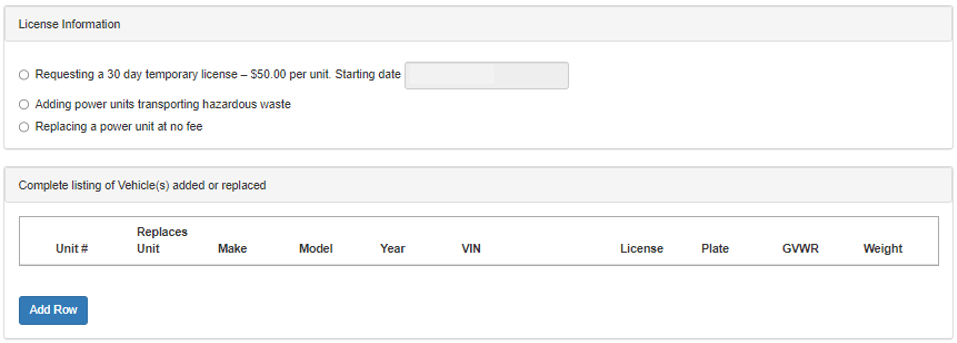 License Information
Requesting a 30 day temporary license – $50.00 per unit. Starting date
Adding power units transporting hazardous waste
Replacing a power unit at no fee
Complete listing of Vehicle(s) added or replaced
Unit # Replaces Unit Make Model Year VIN License Plate GVWR Weight
Add Row